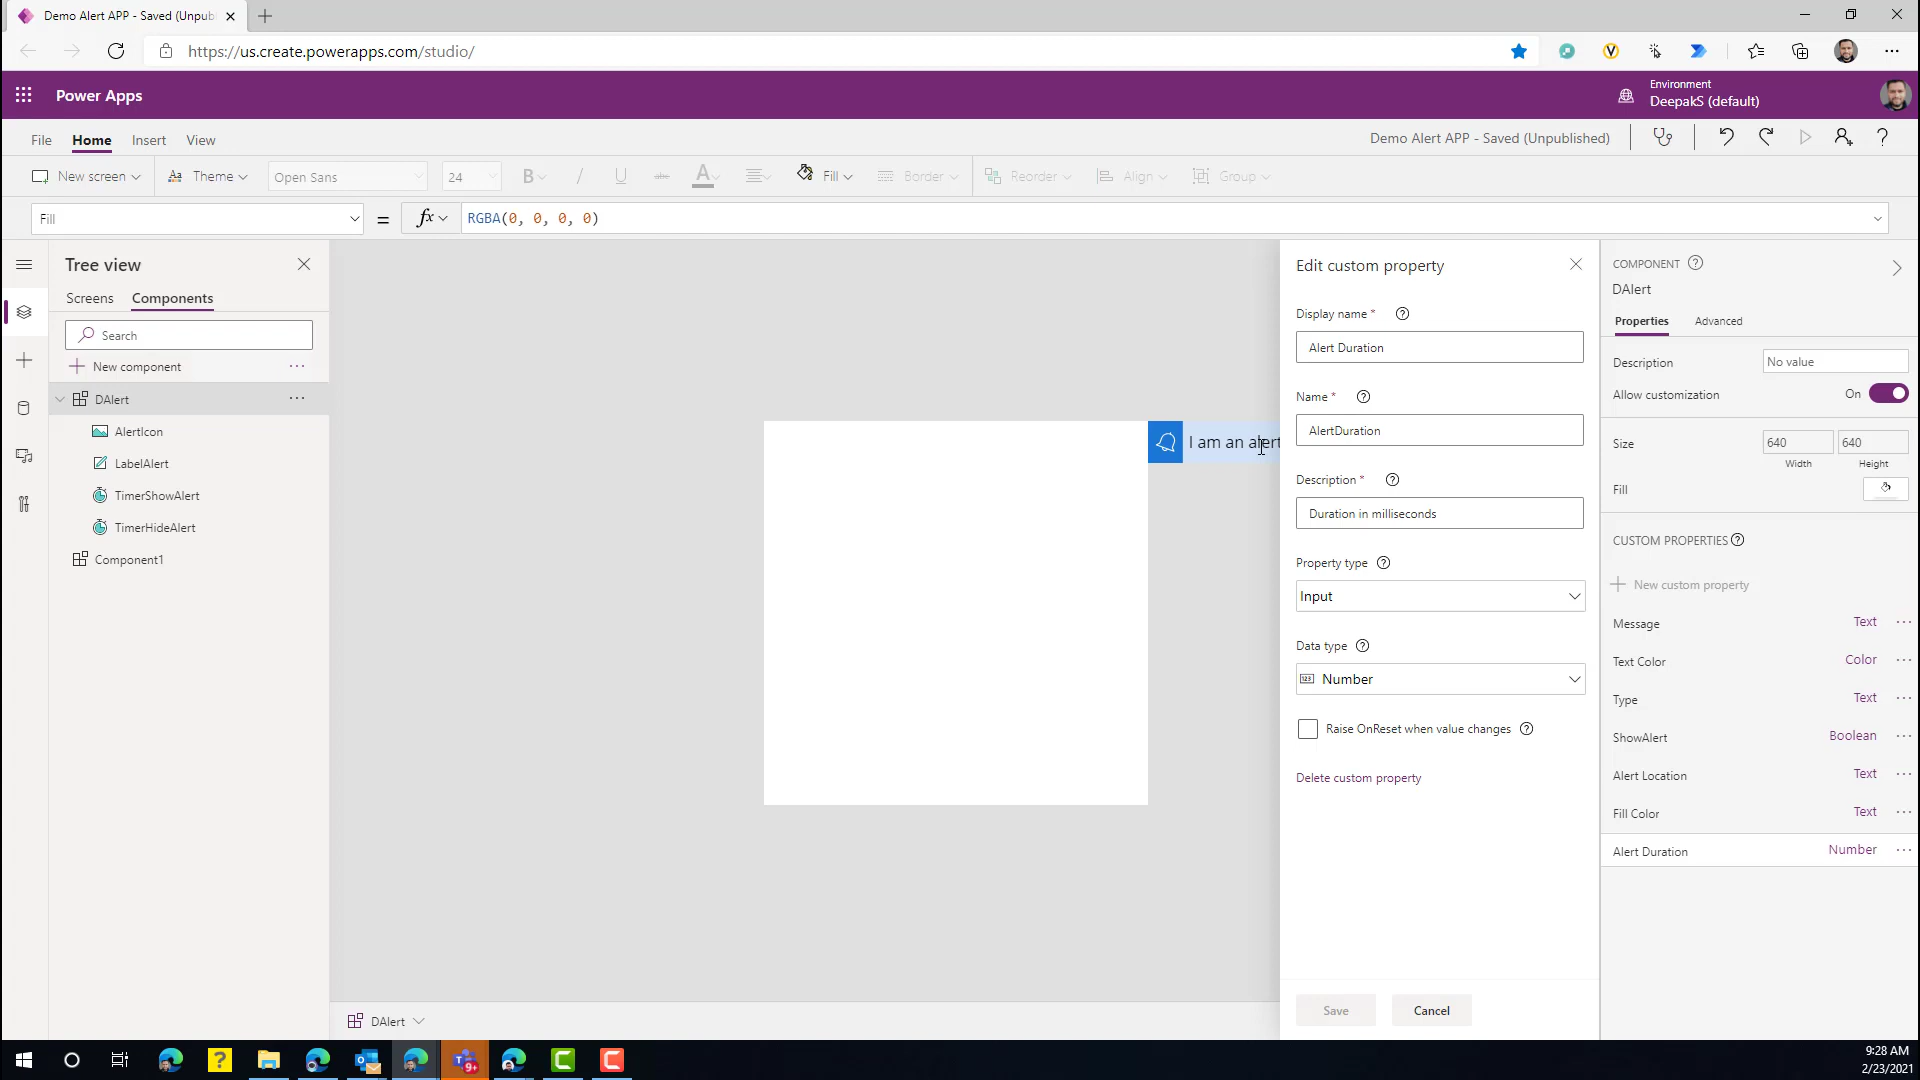 Demo Alert APP - Saved (Unpub
https://us.create.powerapps.com/studio/
Power Apps
Environment
DeepakS (default)
File Home Insert View
Demo Alert APP - Saved (Unpublished)
New screen
Theme
Open Sans
24
B
Fill
Border
Reorder
Align
Group
Fill
=
fx
RGBA(0, 0, 0, 0)
Tree view
Screens Components
Search
New component
DAlert
AlertIcon
LabelAlert
TimerShowAlert
TimerHideAlert
Component1
I am an alert
DAlert
Edit custom property
Display name *
Alert Duration
Name *
AlertDuration
Description *
Duration in milliseconds
Property type
Input
Data type
123 Number
Raise OnReset when value changes
Delete custom property
Save Cancel
COMPONENT
DAlert
Properties Advanced
Description No value
Allow customization On
Size 640 640
Width Height
Fill
CUSTOM PROPERTIES
New custom property
Message Text
Text Color Color
Type Text
ShowAlert Boolean
Alert Location Text
Fill Color Text
Alert Duration Number
9:28 AM
2/23/2021